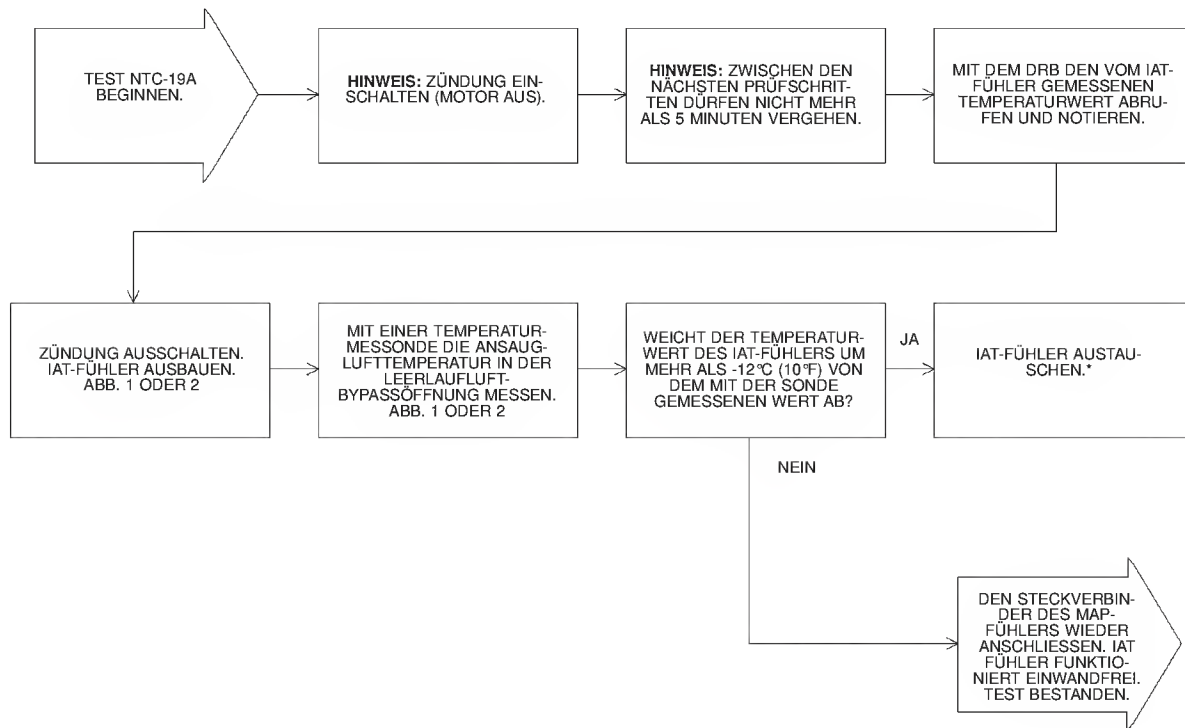 TEST NTC-19A
BEGINNEN.
HINWEIS: ZÜNDUNG EIN-
SCHALTEN (MOTOR AUS).
HINWEIS: ZWISCHEN DEN
NÄCHSTEN PRÜFSCHRIT-
TEN DÜRFEN NICHT MEHR
ALS 5 MINUTEN VERGEHEN.
MIT DEM DRB DEN VOM IAT-
FÜHLER GEMESSENEN
TEMPERATURWERT ABRU-
FEN UND NOTIEREN.
ZÜNDUNG AUSSCHALTEN.
IAT-FÜHLER AUSBAUEN.
ABB. 1 ODER 2
MIT EINER TEMPERATUR-
MESSONDE DIE ANSAUG-
LUFTTEMPERATUR IN DER
LEERLAUFLUFT-
BYPASSÖFFNUNG MESSEN.
ABB. 1 ODER 2
WEICHT DER TEMPERATUR-
WERT DES IAT-FÜHLERS UM
MEHR ALS -12°C (10°F) VON
DEM MIT DER SONDE
GEMESSENEN WERT AB?
JA
IAT-FÜHLER AUSTAU-
SCHEN.*
NEIN
DEN STECKVERBIN-
DER DES MAP-
FÜHLERS WIEDER
ANSCHLIESSEN. IAT
FÜHLER FUNKTIO-
NIERT EINWANDFREI.
TEST BESTANDEN.